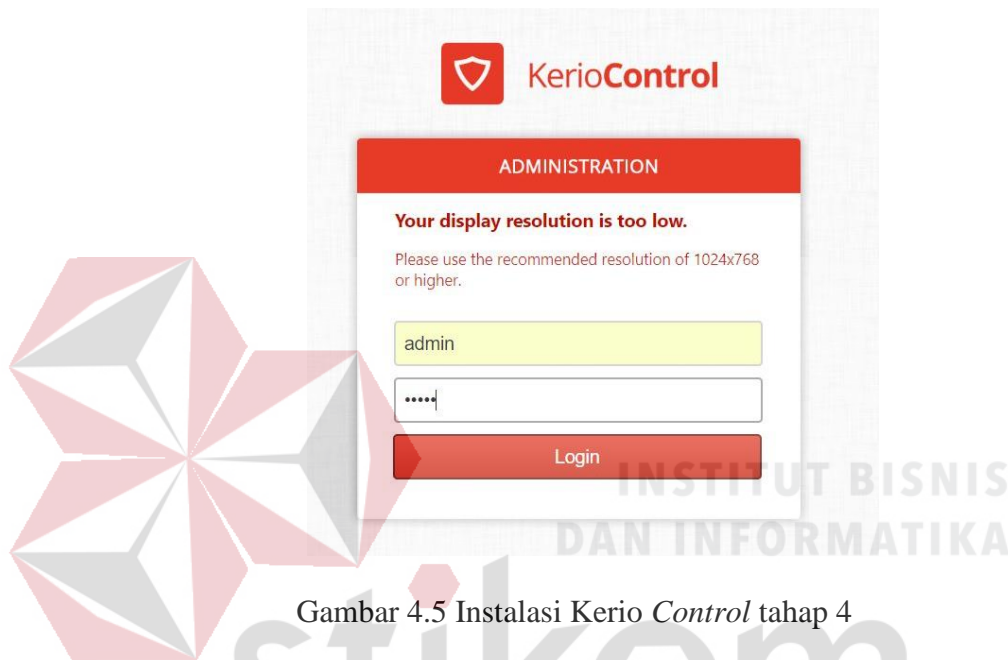 KerioControl
ADMINISTRATION
Your display resolution is too low.
Please use the recommended resolution of 1024x768
or higher.
admin
•••••
Login
INSTITUT BISNIS
DAN INFORMATIKA
Gambar 4.5 Instalasi Kerio Control tahap 4
stikom